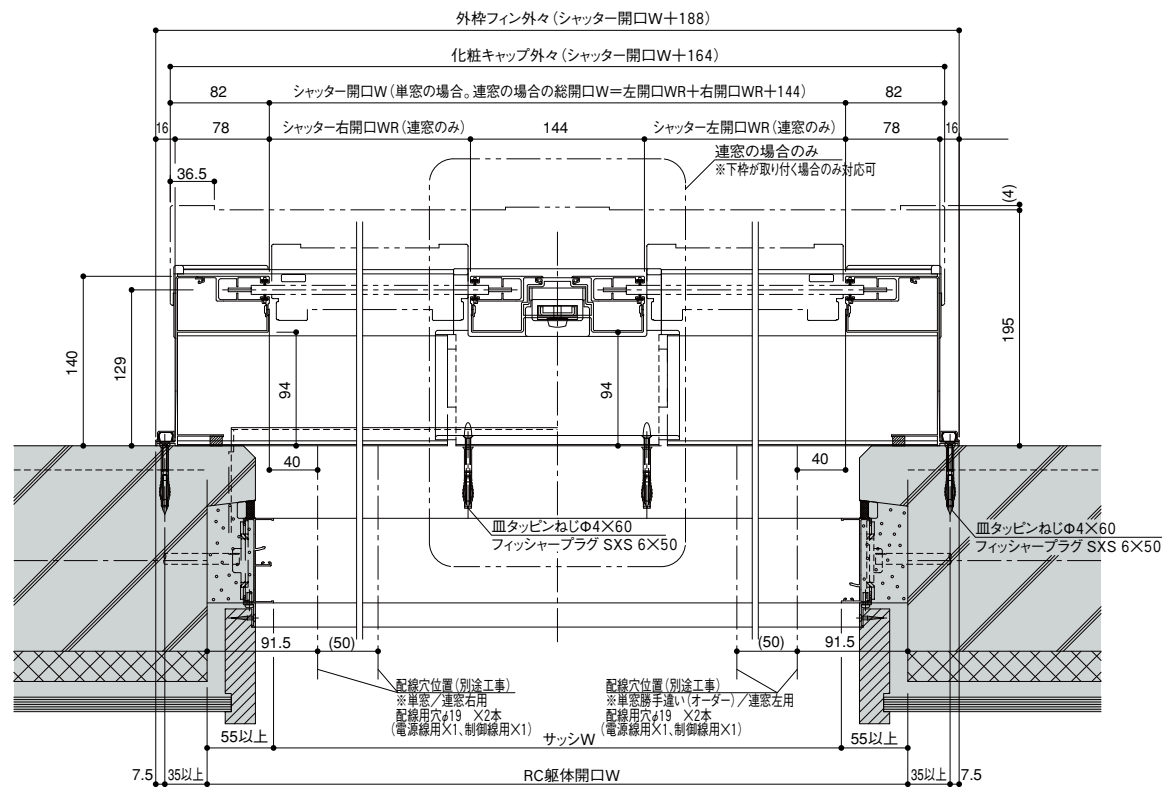 外枠フィン外々(シャッター開口W＋188)
化粧キャップ外々(シャッター開口W＋164)
82
シャッター開口W(単窓の場合。連窓の場合の総開口W＝左開口WR＋右開口WR＋144)
82
16
78
シャッター右開口WR(連窓のみ)
144
シャッター左開口WR(連窓のみ)
78
16
連窓の場合のみ
※下枠が取り付く場合のみ対応可
36.5
(4)
195
140
129
94
94
40
40
皿タッピンねじΦ4×60
フィッシャープラグ SXS 6×50
皿タッピンねじΦ4×60
フィッシャープラグ SXS 6×50
91.5
(50)
(50)
91.5
配線穴位置(別途工事)
※単窓／連窓右用
配線用穴φ19 ×2本
(電源線用×1、制御線用×1)
配線穴位置(別途工事)
※単窓勝手違い(オーダー)／連窓左用
配線用穴φ19 ×2本
(電源線用×1、制御線用×1)
55以上
サッシW
55以上
7.5
35以上
RC躯体開口W
35以上
7.5